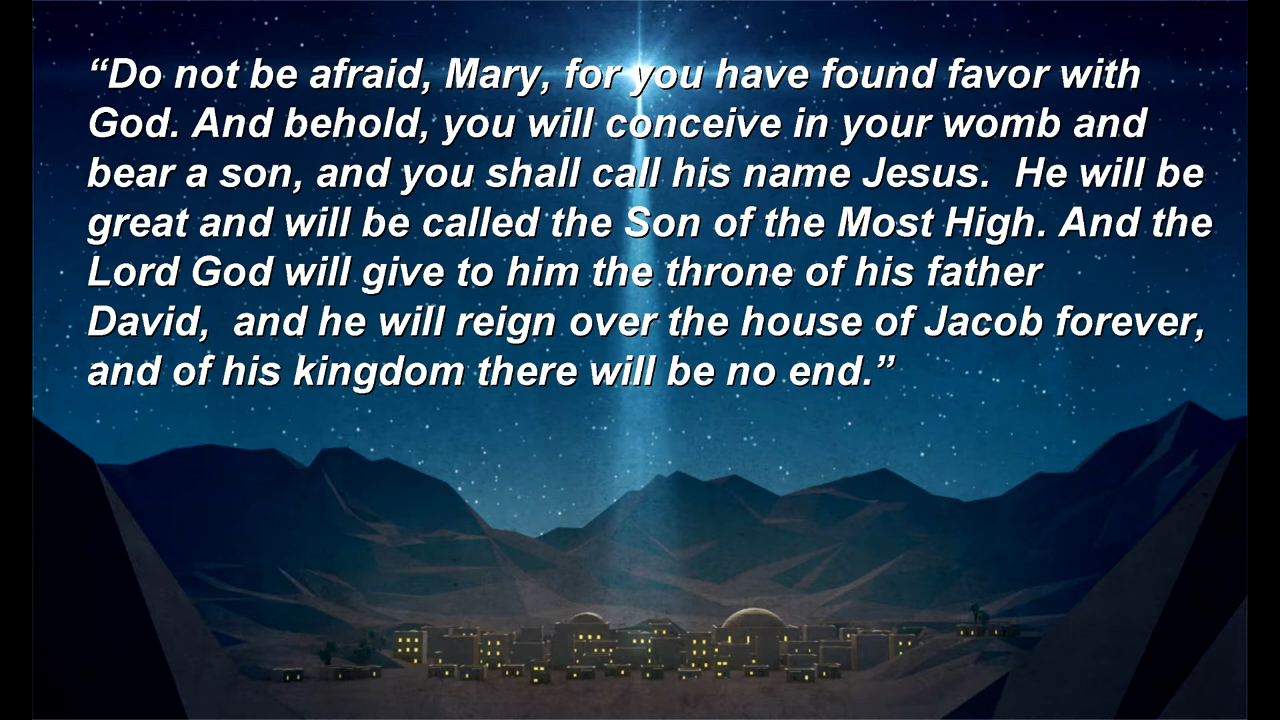 “Do not be afraid, Mary, for you have found favor with
God. And behold, you will conceive in your womb and
bear a son, and you shall call his name Jesus.  He will be
great and will be called the Son of the Most High. And the
Lord God will give to him the throne of his father
David,  and he will reign over the house of Jacob forever,
and of his kingdom there will be no end.”